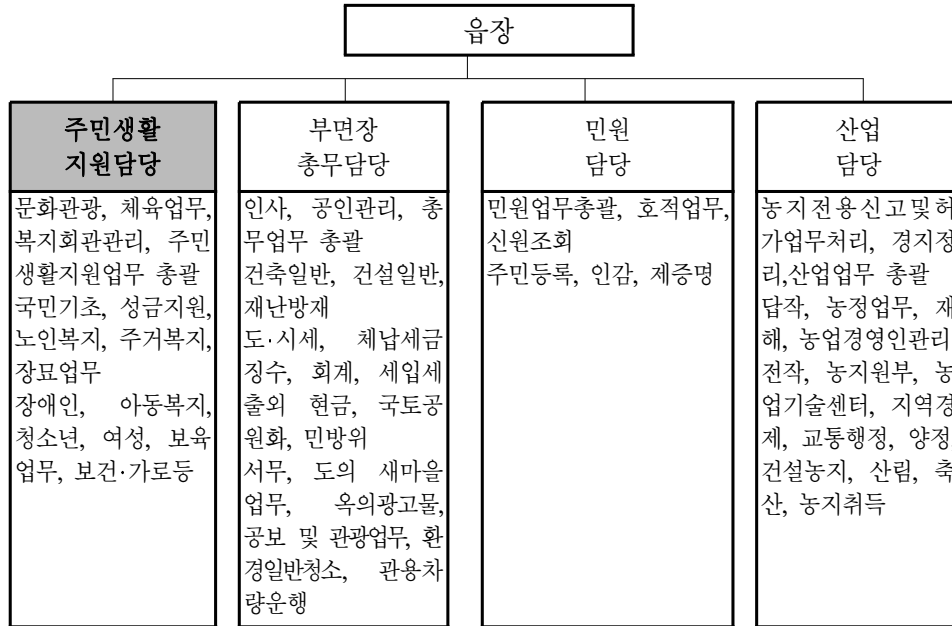 읍장
주민생활
지원담당
문화관광, 체육업무,
복지회관관리, 주민
생활지원업무 총괄
국민기초, 성금지원,
노인복지, 주거복지,
장묘업무
장애인, 아동복지,
청소년, 여성, 보육
업무, 보건·가로등
부면장
총무담당
인사, 공인관리, 총
무업무 총괄
건축일반, 건설일반,
재난방재
도·시세, 체납세금
징수, 회계, 세입세
출외 현금, 국토공
원화, 민방위
서무, 도의 새마을
업무, 옥의광고물,
공보 및 관광업무, 환
경일반청소, 관용차
량운행
민원
담당
민원업무총괄, 호적업무,
신원조회
주민등록, 인감, 제증명
산업
담당
농지전용신고및허
가업무처리, 경지정
리,산업업무 총괄
답작, 농정업무, 재
해, 농업경영인관리
전작, 농지원부, 농
업기술센터, 지역경
제, 교통행정, 양정
건설농지, 산림, 축
산, 농지취득